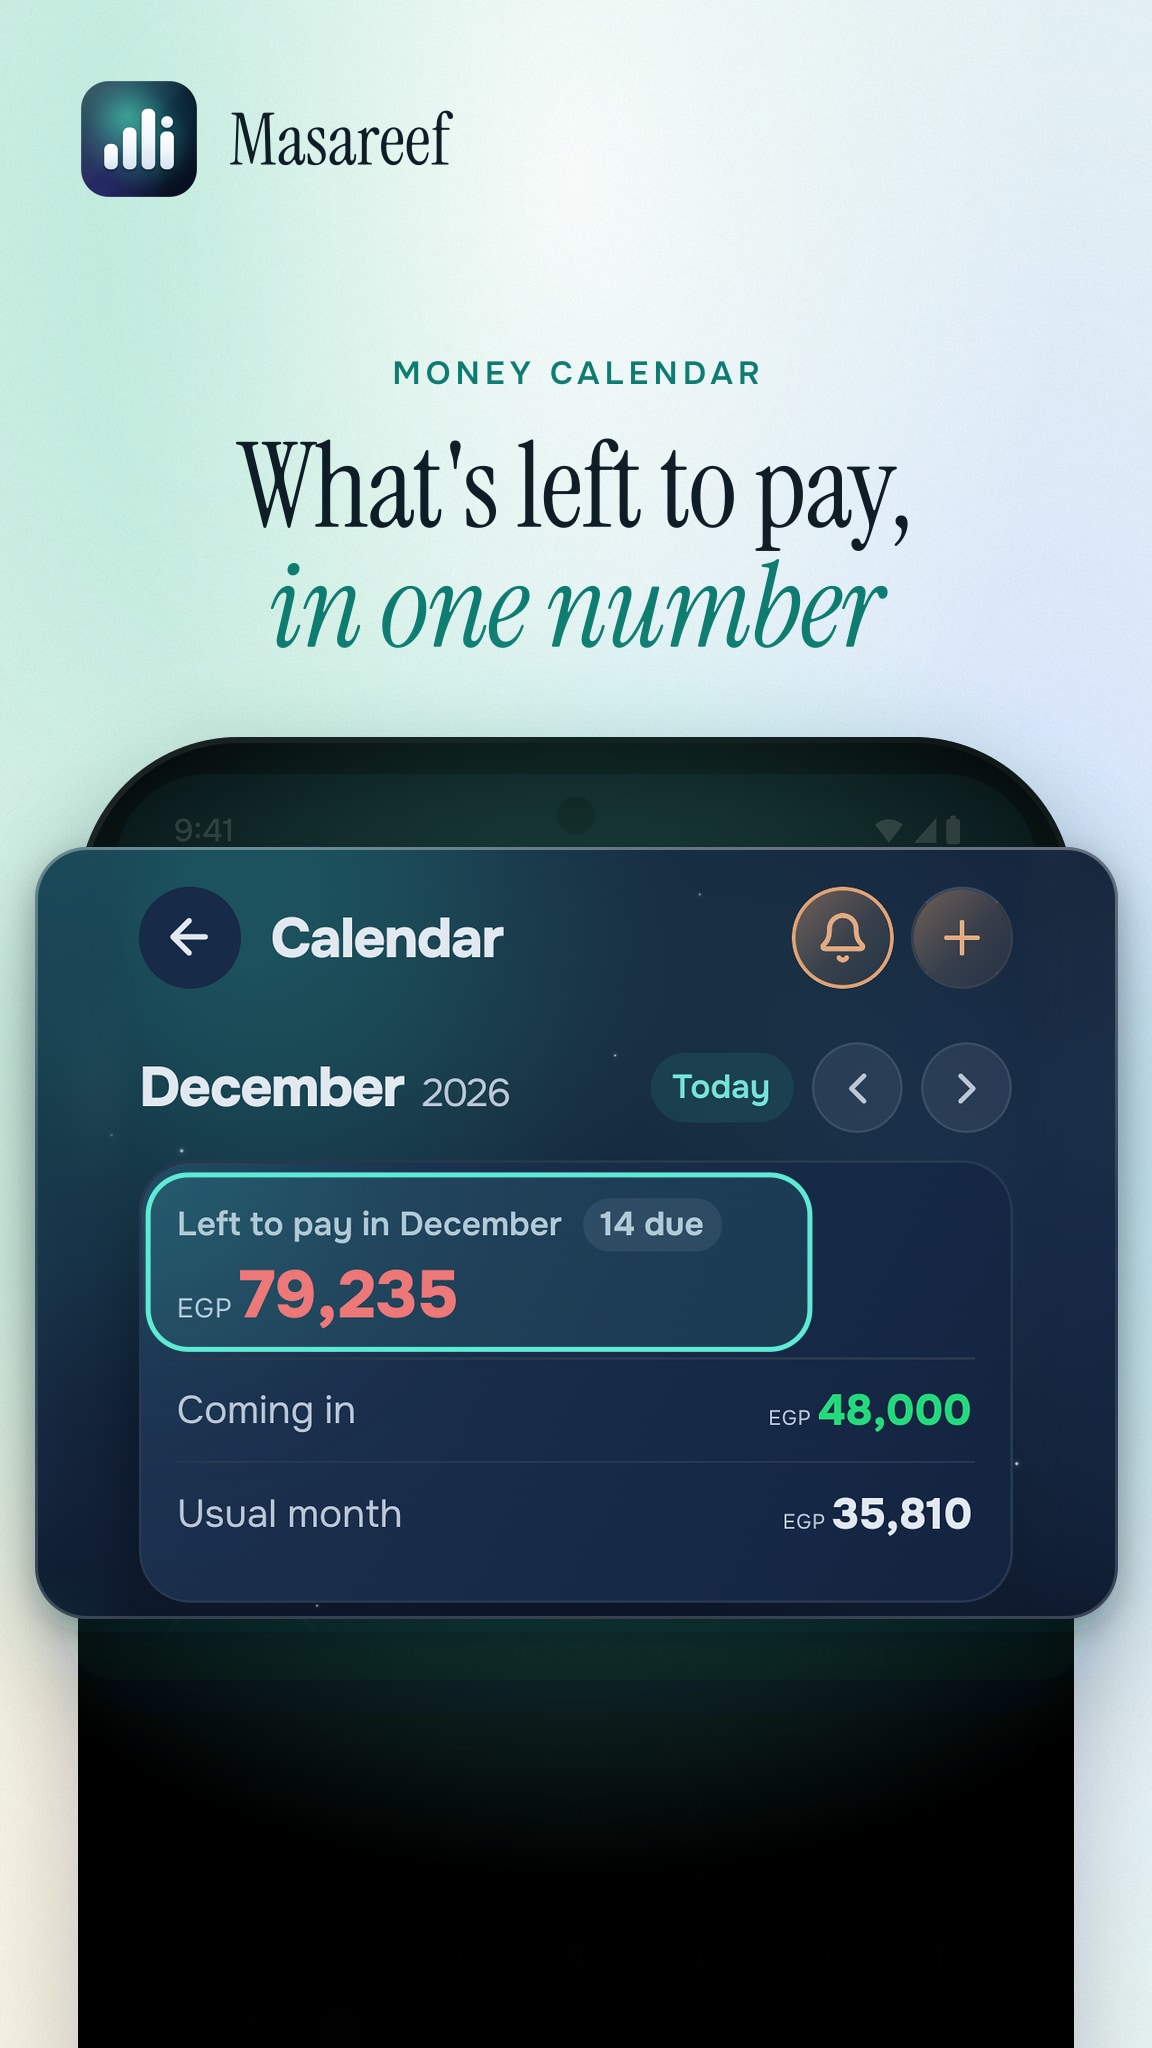 Masareef
MONEY CALENDAR
What's left to pay,
in one number
9:41
Calendar
December 2026
Today
Left to pay in December 14 due
EGP 79,235
Coming in EGP 48,000
Usual month EGP 35,810